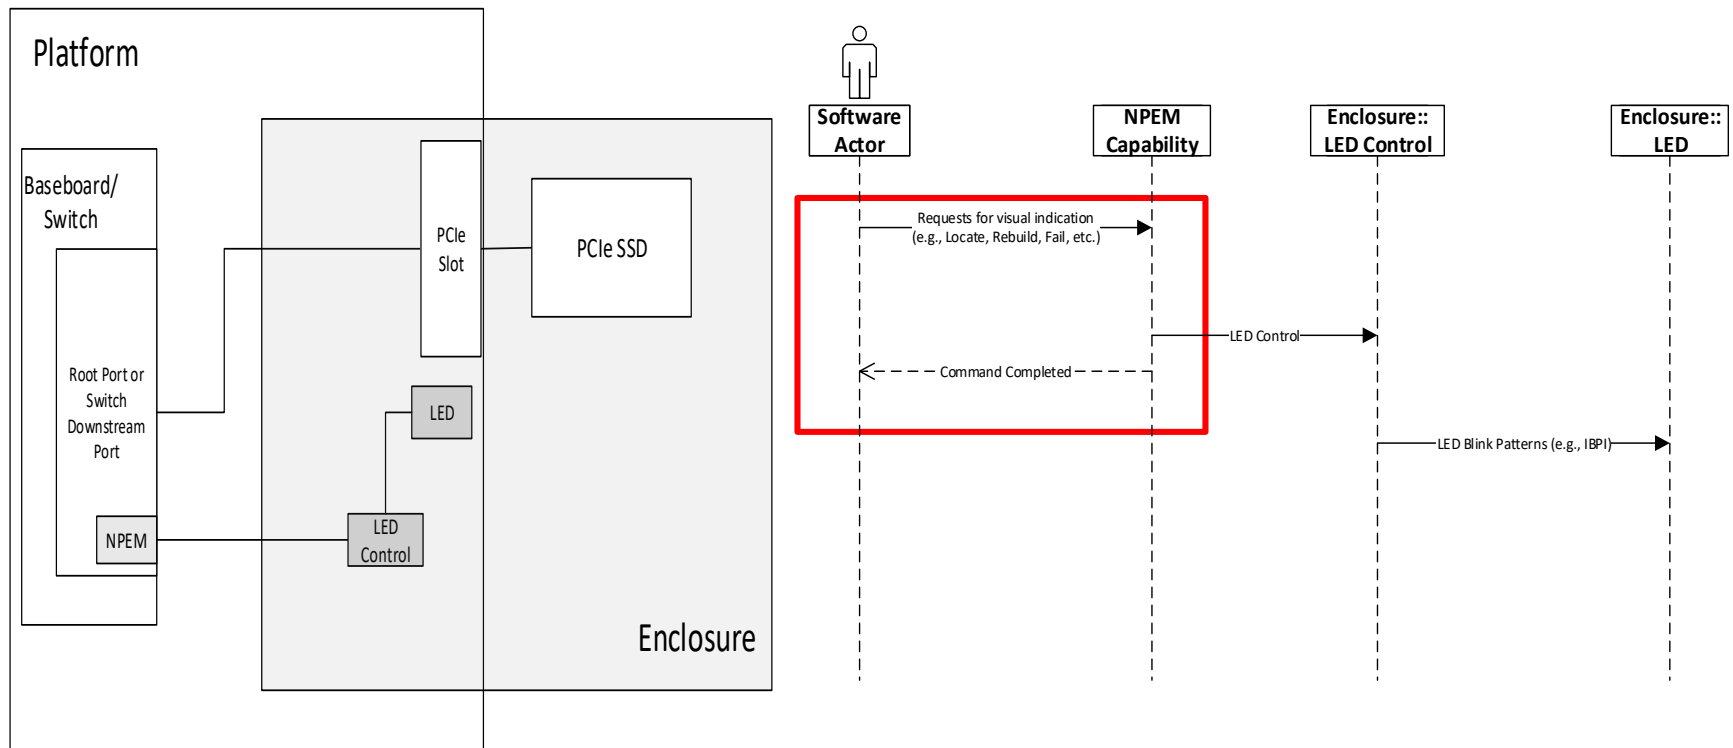 Platform
Baseboard/
Switch
Root Port or
Switch
Downstream
Port
NPEM
PCIe
Slot
PCIe SSD
LED
LED
Control
Enclosure
Software
Actor
NPEM
Capability
Enclosure::
LED Control
Enclosure::
LED
Requests for visual indication
(e.g., Locate, Rebuild, Fail, etc.)
LED Control
Command Completed
LED Blink Patterns (e.g., IBPI)